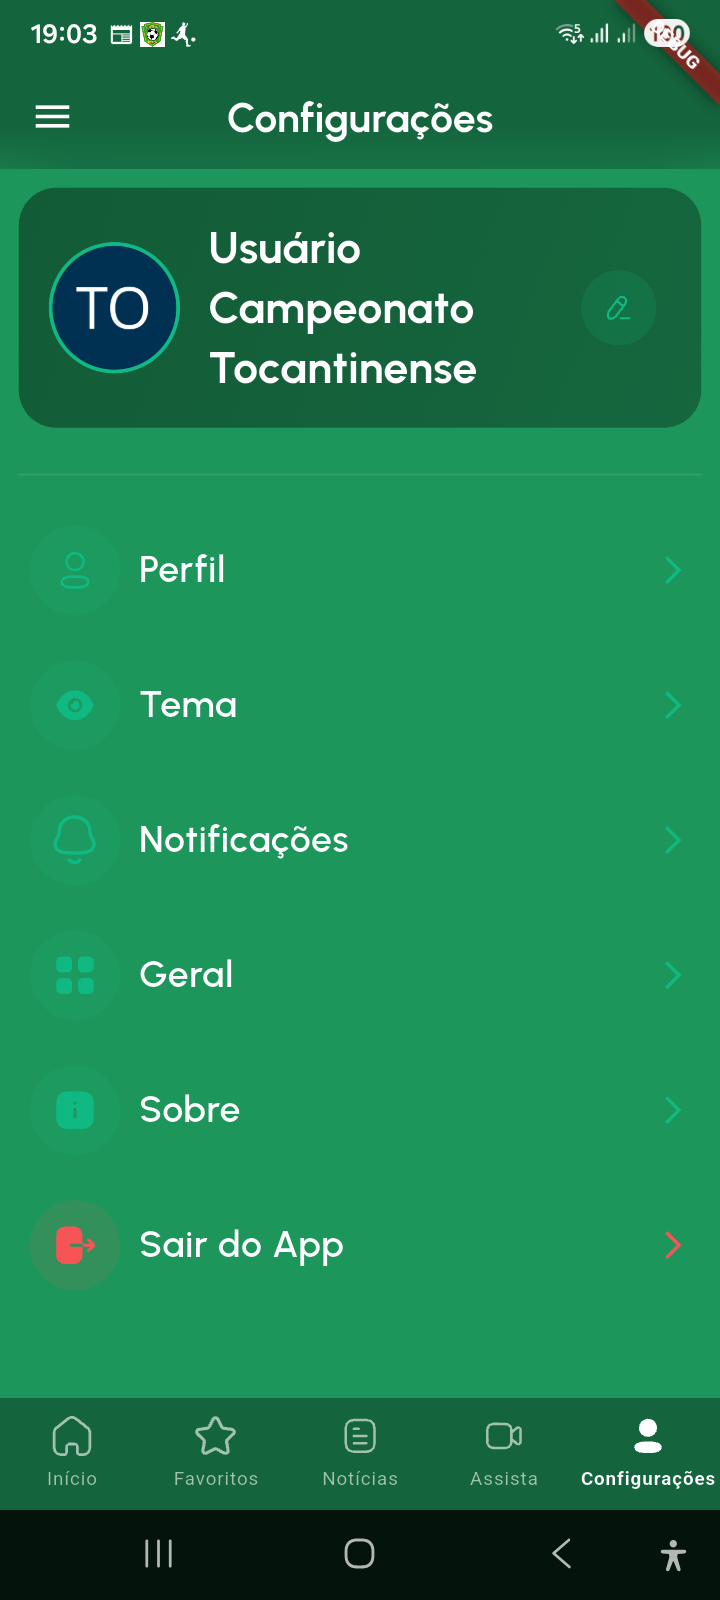 19:03
Configurações
TO
Usuário
Campeonato
Tocantinense
Perfil
Tema
Notificações
Geral
Sobre
Sair do App
Início
Favoritos
Notícias
Assista
Configurações